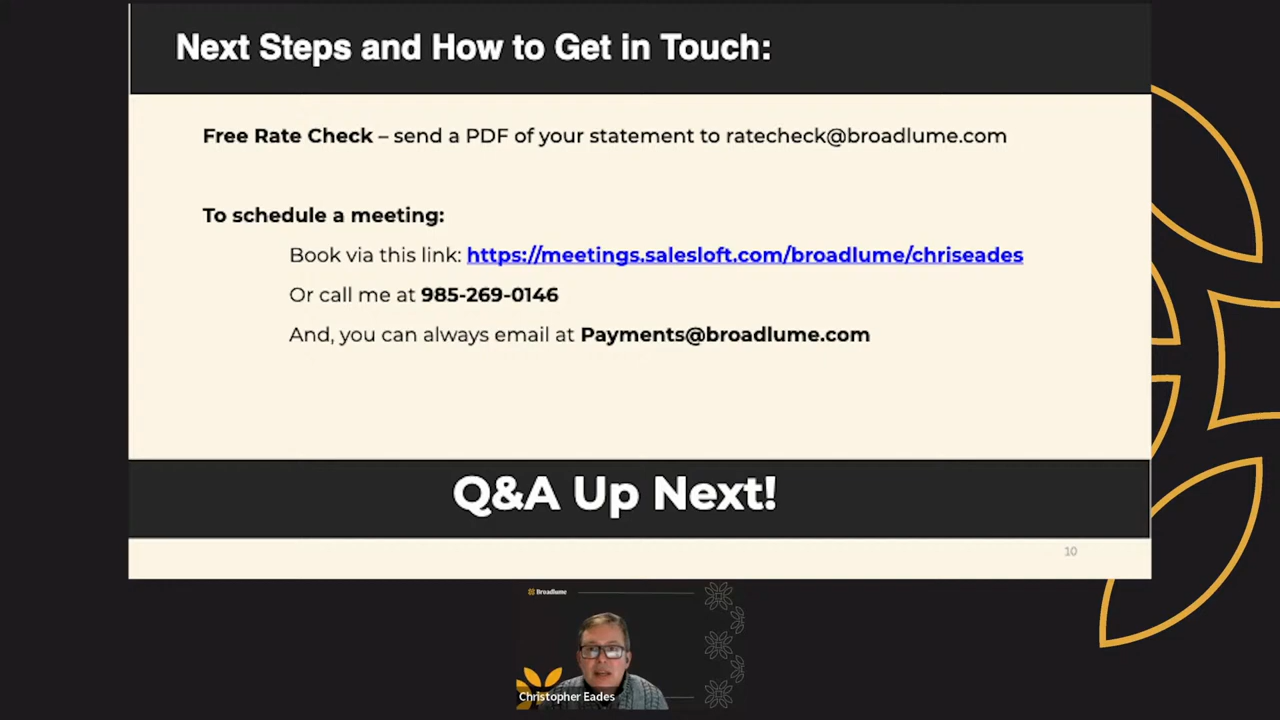 Next Steps and How to Get in Touch:
Free Rate Check – send a PDF of your statement to ratecheck@broadlume.com
To schedule a meeting:
Book via this link: https://meetings.salesloft.com/broadlume/chriseades
Or call me at 985-269-0146
And, you can always email at Payments@broadlume.com
Q&A Up Next!
10
Broadlume
Christopher Eades